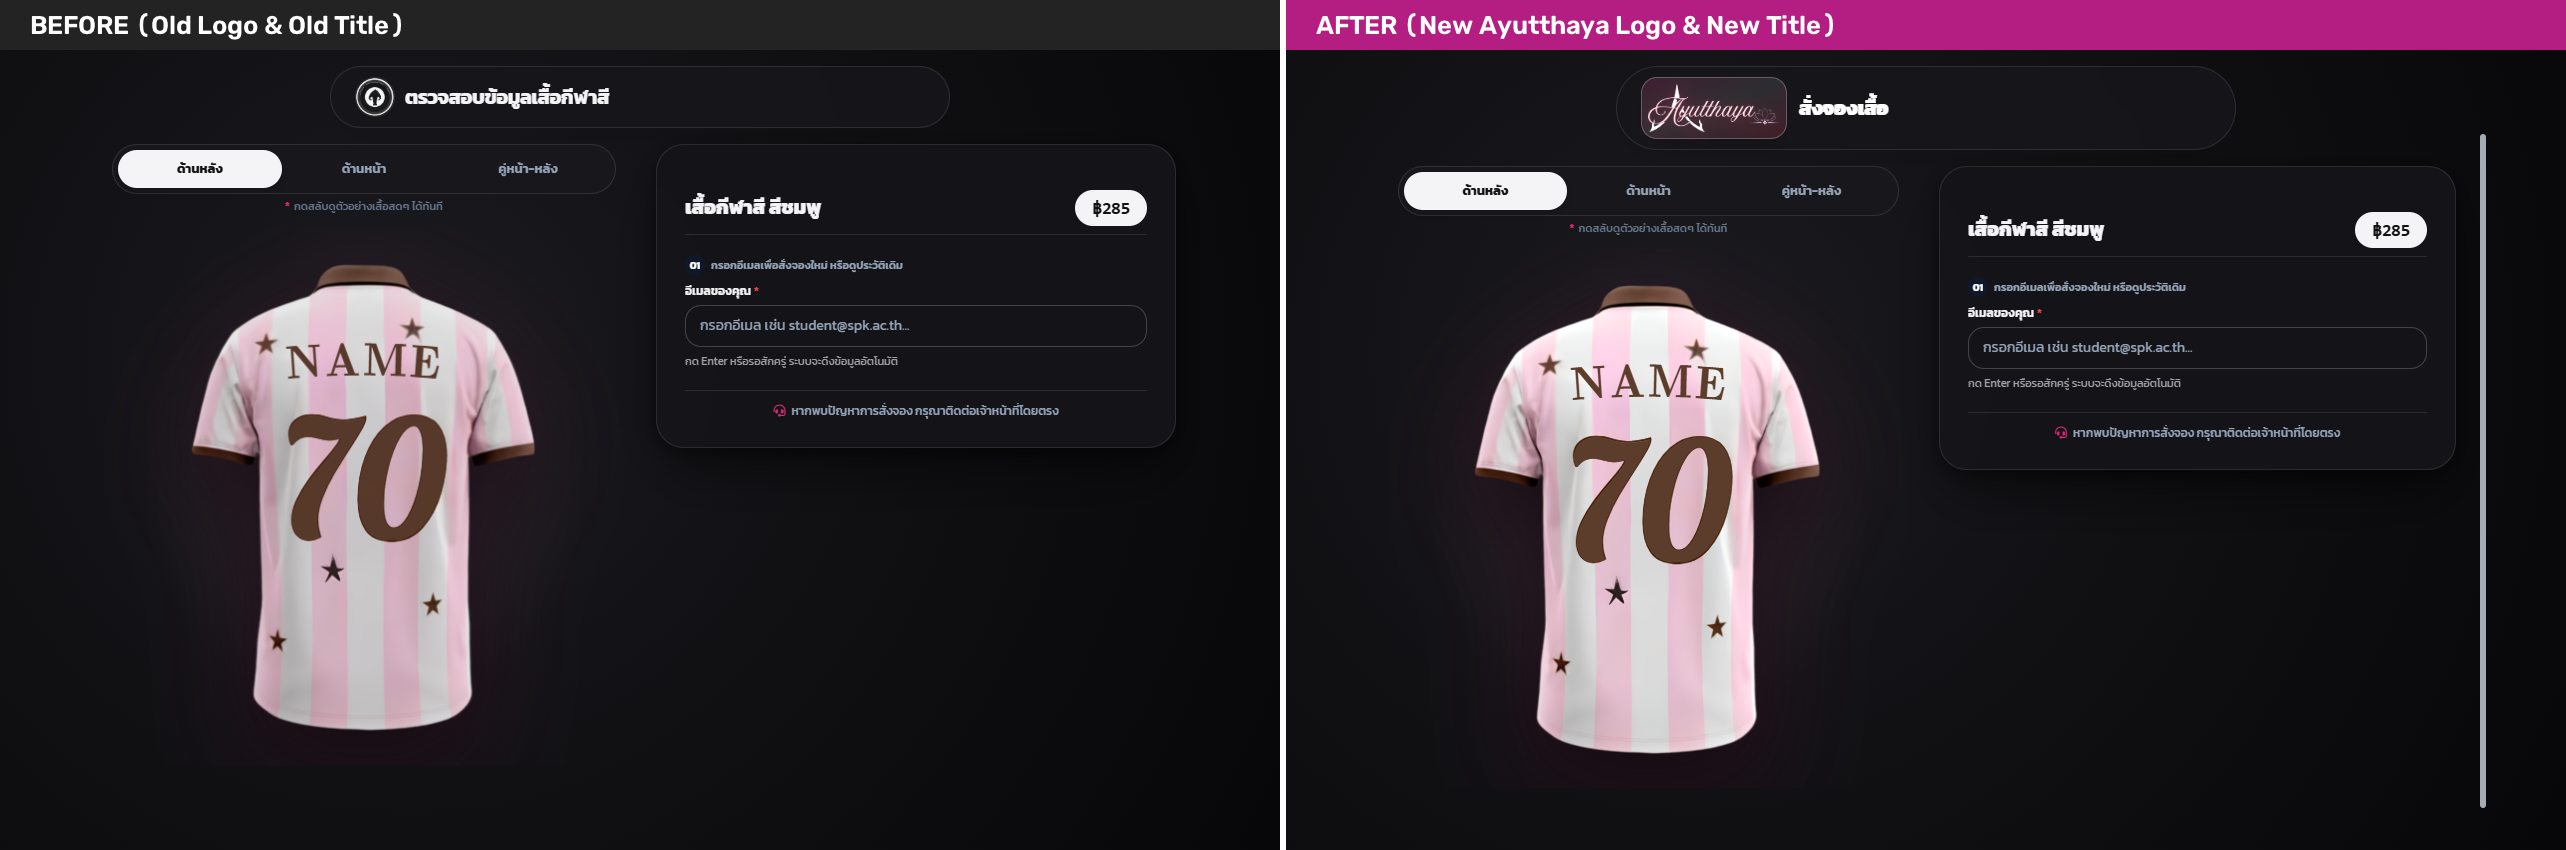 BEFORE (Old Logo & Old Title)
ตรวจสอบข้อมูลเสื้อกีฬาสี
ด้านหลัง ด้านหน้า คู่หน้า-หลัง
* กดสลับดูตัวอย่างเสื้อสดๆ ได้ทันที
NAME
70
เสื้อกีฬาสี สีชมพู ฿285
01 กรอกอีเมลเพื่อสั่งจองใหม่ หรือดูประวัติเดิม
อีเมลของคุณ *
กรอกอีเมล เช่น student@spk.ac.th...
กด Enter หรือรอสักครู่ ระบบจะดึงข้อมูลอัตโนมัติ
หากพบปัญหาการสั่งจอง กรุณาติดต่อเจ้าหน้าที่โดยตรง
AFTER (New Ayutthaya Logo & New Title)
Ayutthaya สั่งจองเสื้อ
ด้านหลัง ด้านหน้า คู่หน้า-หลัง
* กดสลับดูตัวอย่างเสื้อสดๆ ได้ทันที
NAME
70
เสื้อกีฬาสี สีชมพู ฿285
01 กรอกอีเมลเพื่อสั่งจองใหม่ หรือดูประวัติเดิม
อีเมลของคุณ *
กรอกอีเมล เช่น student@spk.ac.th...
กด Enter หรือรอสักครู่ ระบบจะดึงข้อมูลอัตโนมัติ
หากพบปัญหาการสั่งจอง กรุณาติดต่อเจ้าหน้าที่โดยตรง